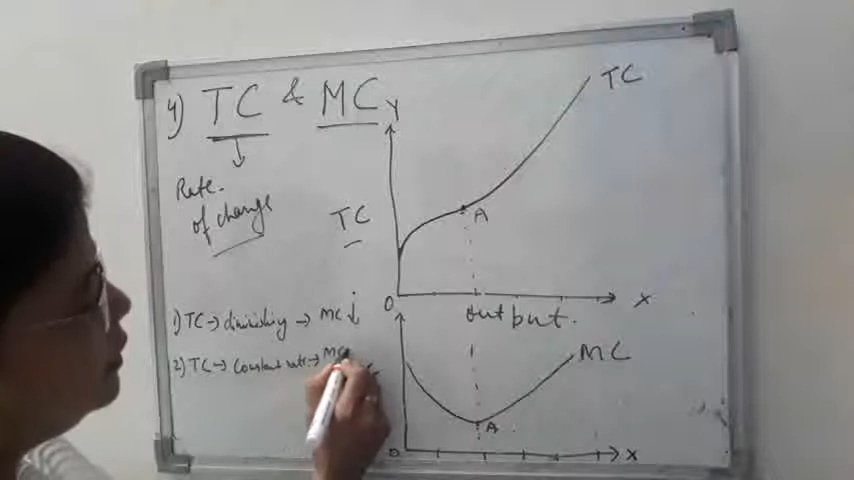 4) TC & MC
Rate.
of change
1) TC → diminishing → MC ↓
2) TC → Constant rate → MC
Y
TC
TC
A
O
X
output.
MC
A
O
X